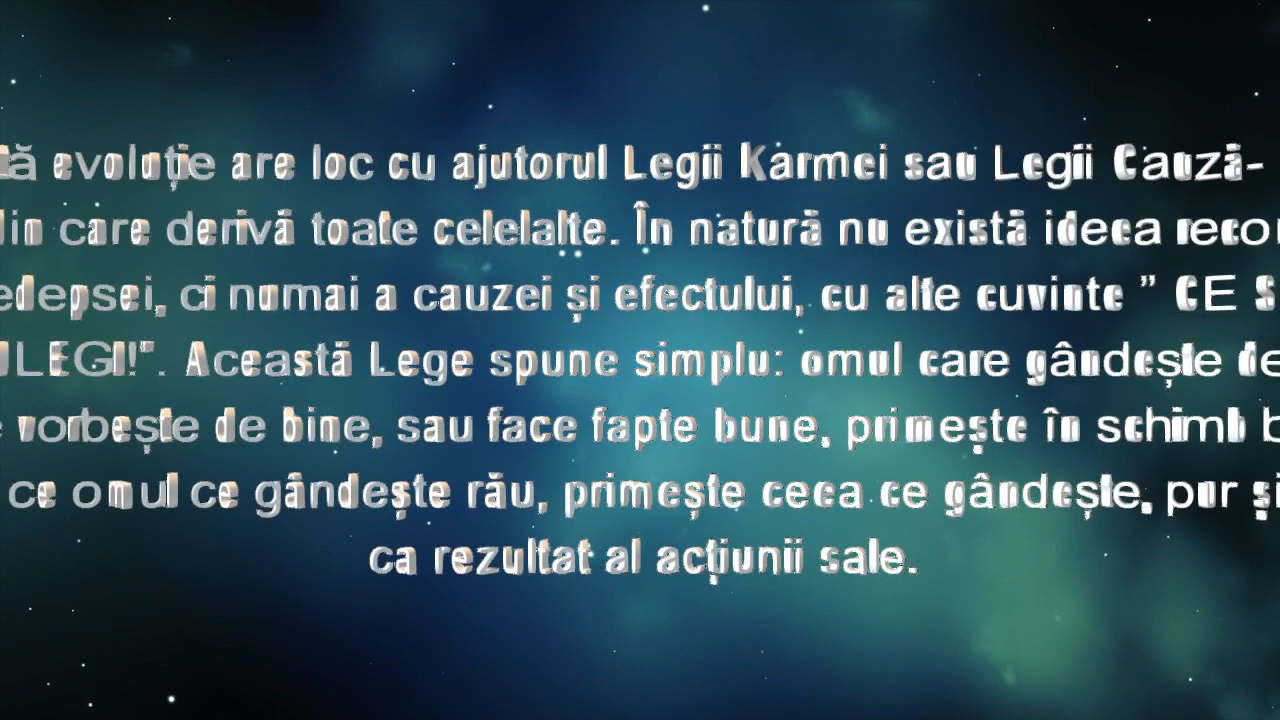 evoluție are loc cu ajutorul Legii Karmei sau Legii Cauză-
din care derivă toate celelalte. În natură nu există ideea
ci numai a cauzei și efectului, cu alte cuvinte ” CE
Această Lege spune simplu: omul care gândește de
vorbește de bine, sau face fapte bune, primește în schimb
ce omul ce gândește rău, primește ceea ce gândește, pur și
ca rezultat al acțiunii sale.